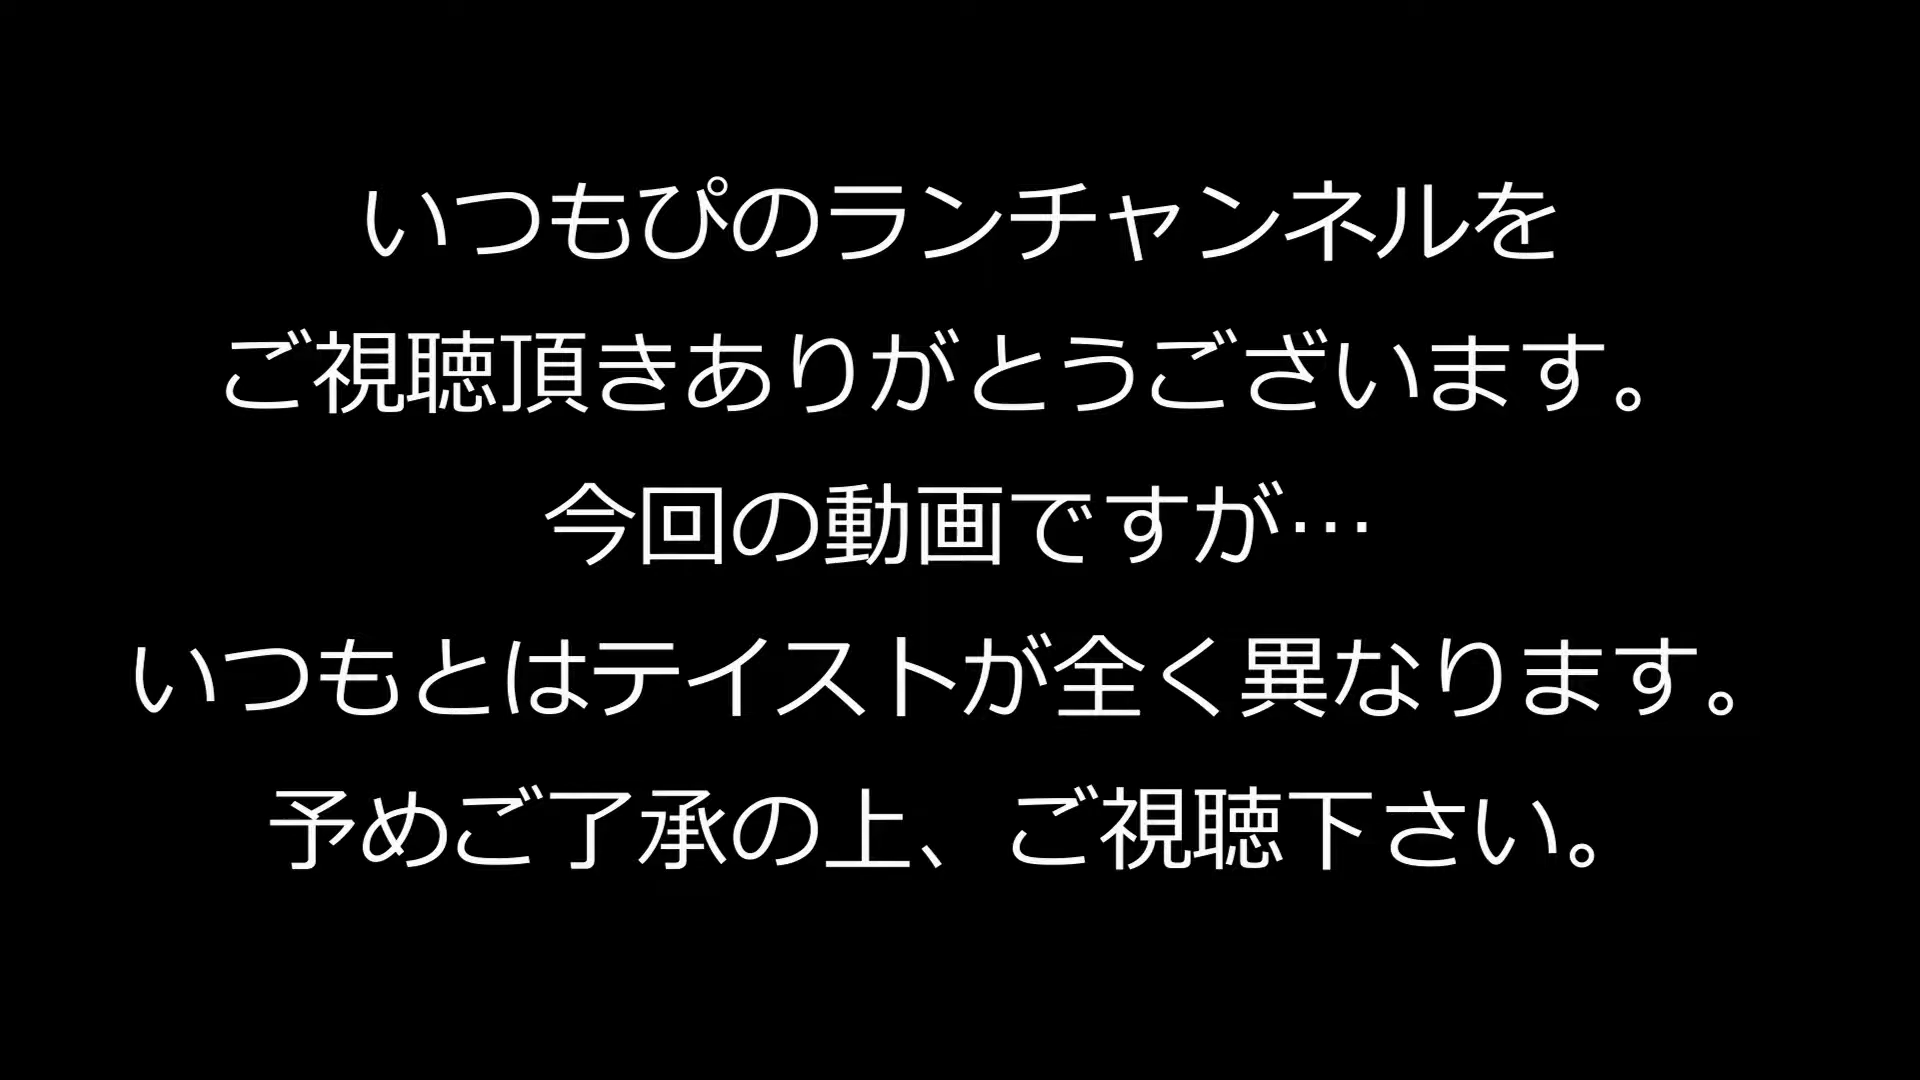 いつもぴのランチャンネルを
ご視聴頂きありがとうございます。
今回の動画ですが…
いつもとはテイストが全く異なります。
予めご了承の上、ご視聴下さい。